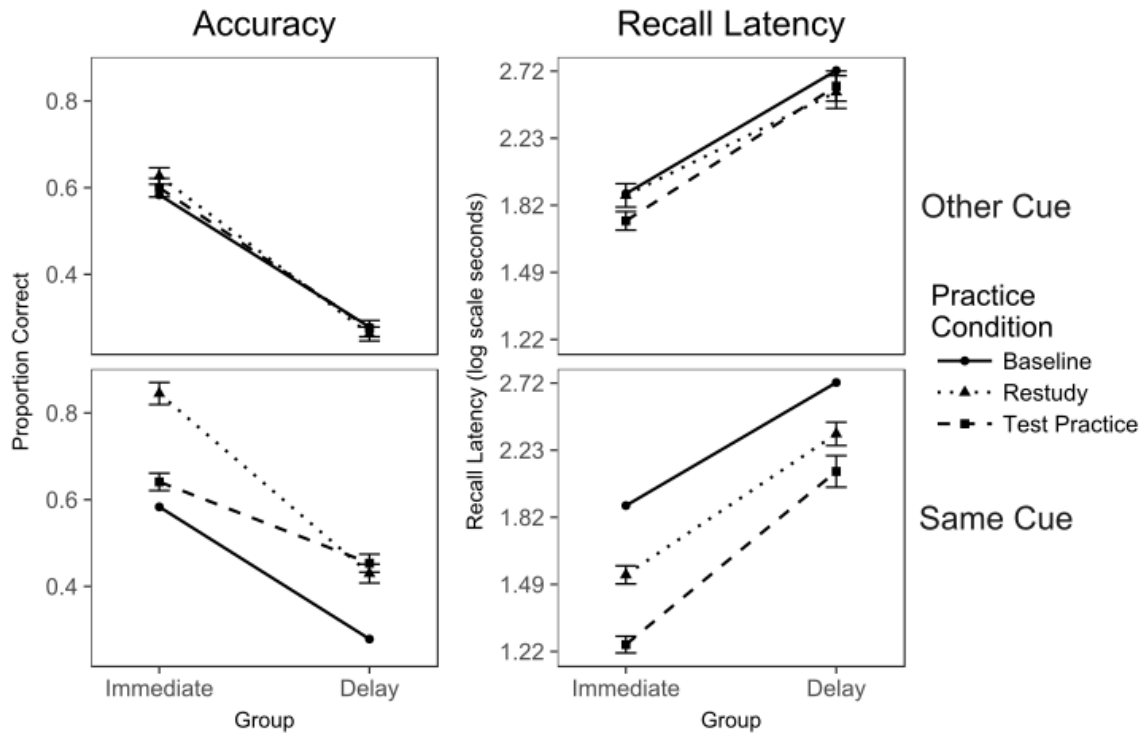 Accuracy
Recall Latency
0.8
0.6
0.4
2.72
2.23
1.82
1.49
1.22
Other Cue
Proportion Correct
Recall Latency (log scale seconds)
Practice
Condition
Baseline
Restudy
Test Practice
0.8
0.6
0.4
2.72
2.23
1.82
1.49
1.22
Same Cue
Immediate
Delay
Immediate
Delay
Group
Group